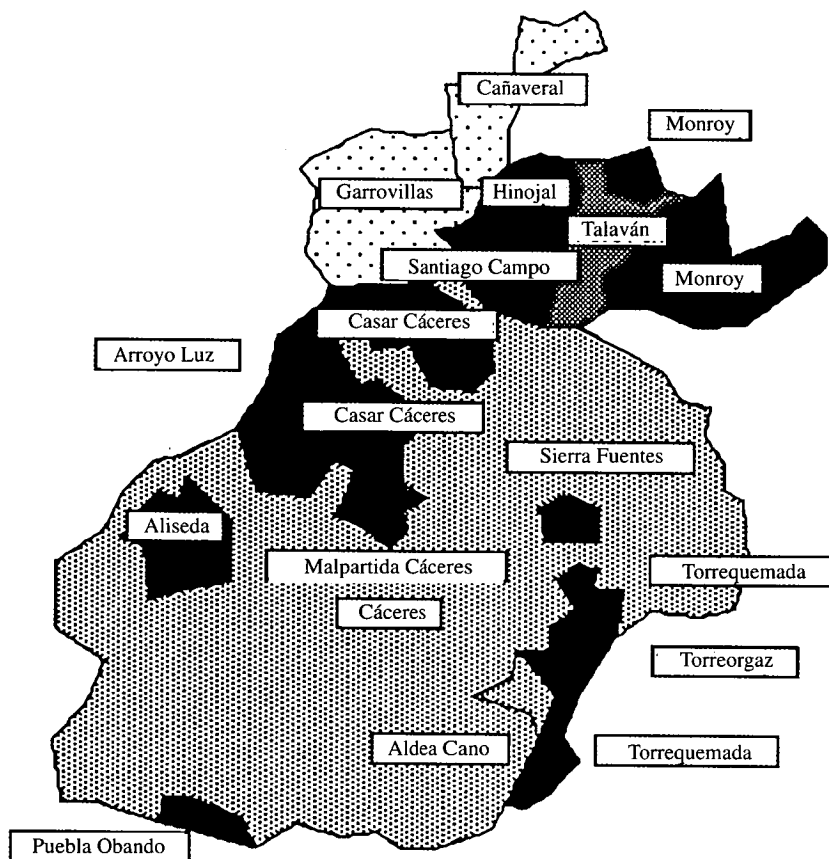 Cañaveral
Monroy
Garrovillas
Hinojal
Talaván
Santiago Campo
Monroy
Casar Cáceres
Arroyo Luz
Casar Cáceres
Sierra Fuentes
Aliseda
Malpartida Cáceres
Torrequemada
Cáceres
Torreorgaz
Aldea Cano
Torrequemada
Puebla Obando